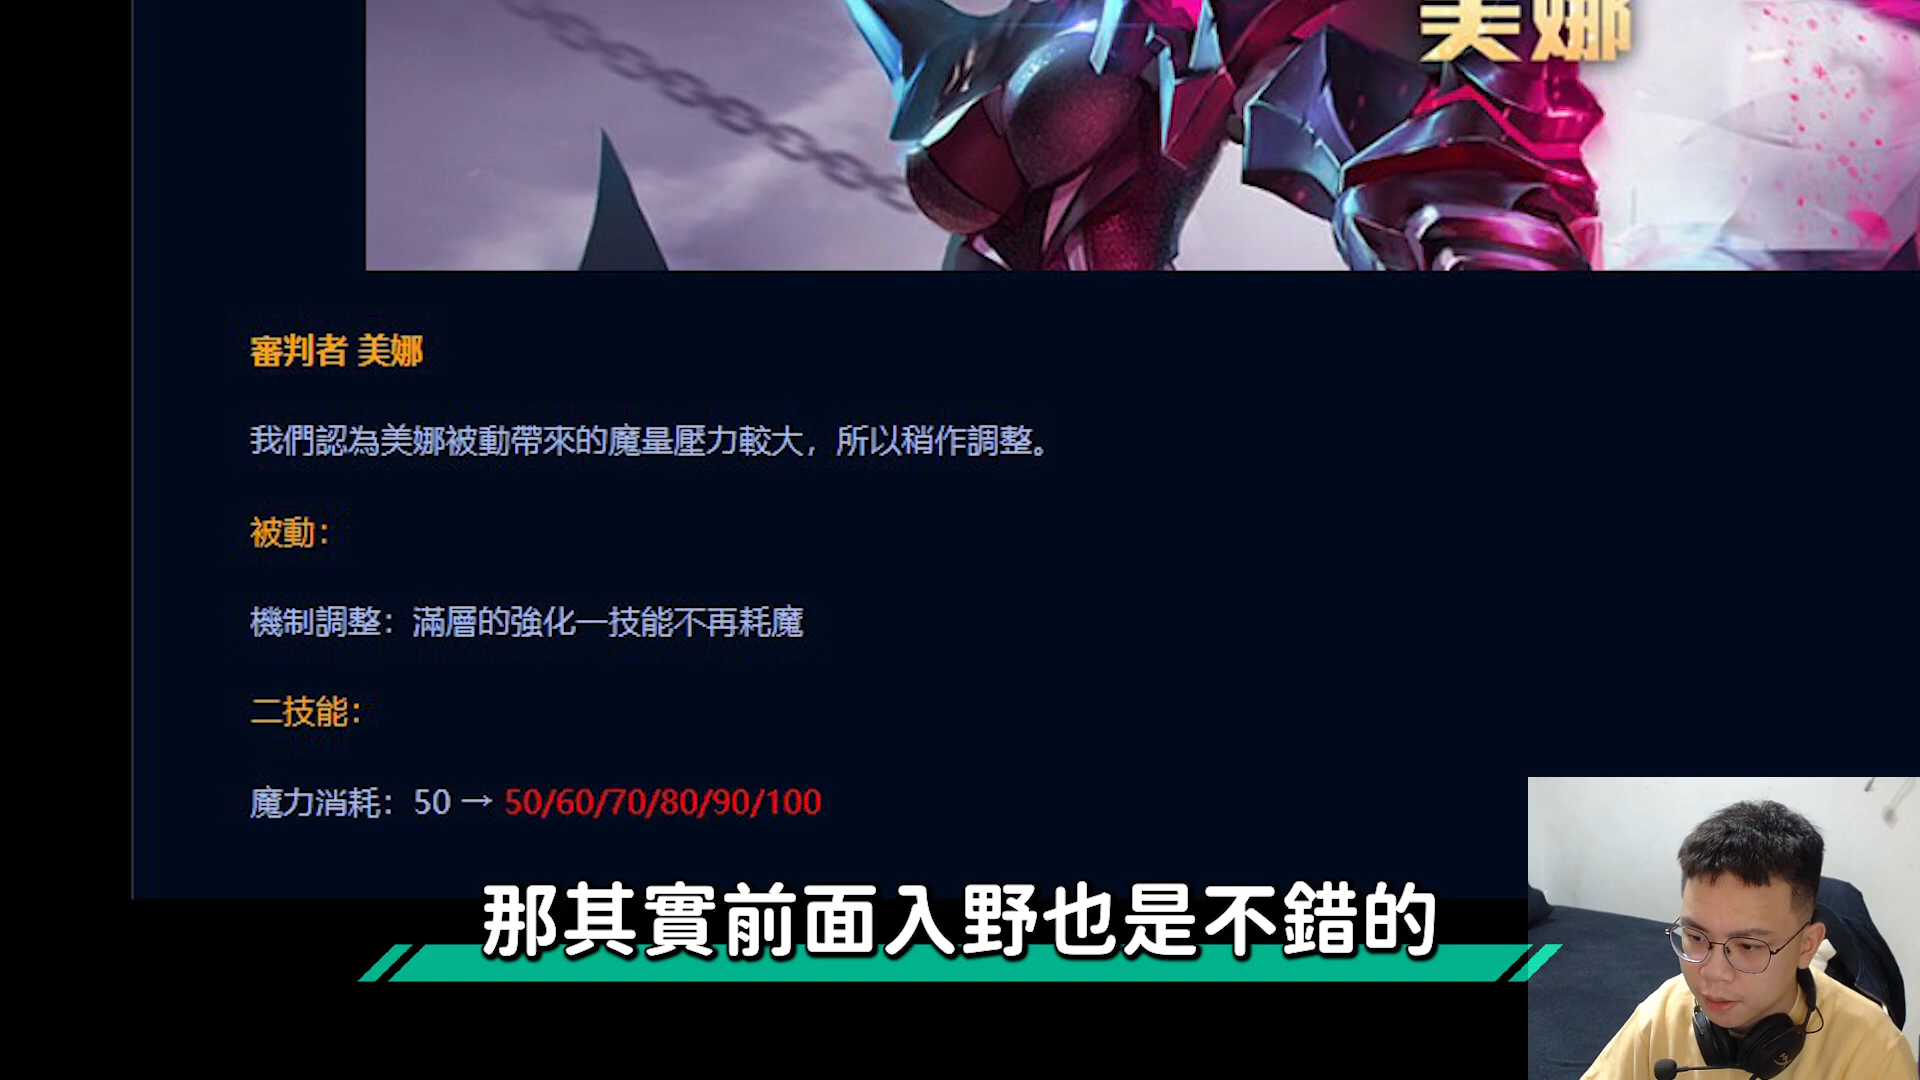 美娜
審判者 美娜
我們認為美娜被動帶來的魔量壓力較大，所以稍作調整。
被動：
機制調整：滿層的強化一技能不再耗魔
二技能：
魔力消耗：50 → 50/60/70/80/90/100
那其實前面入野也是不錯的